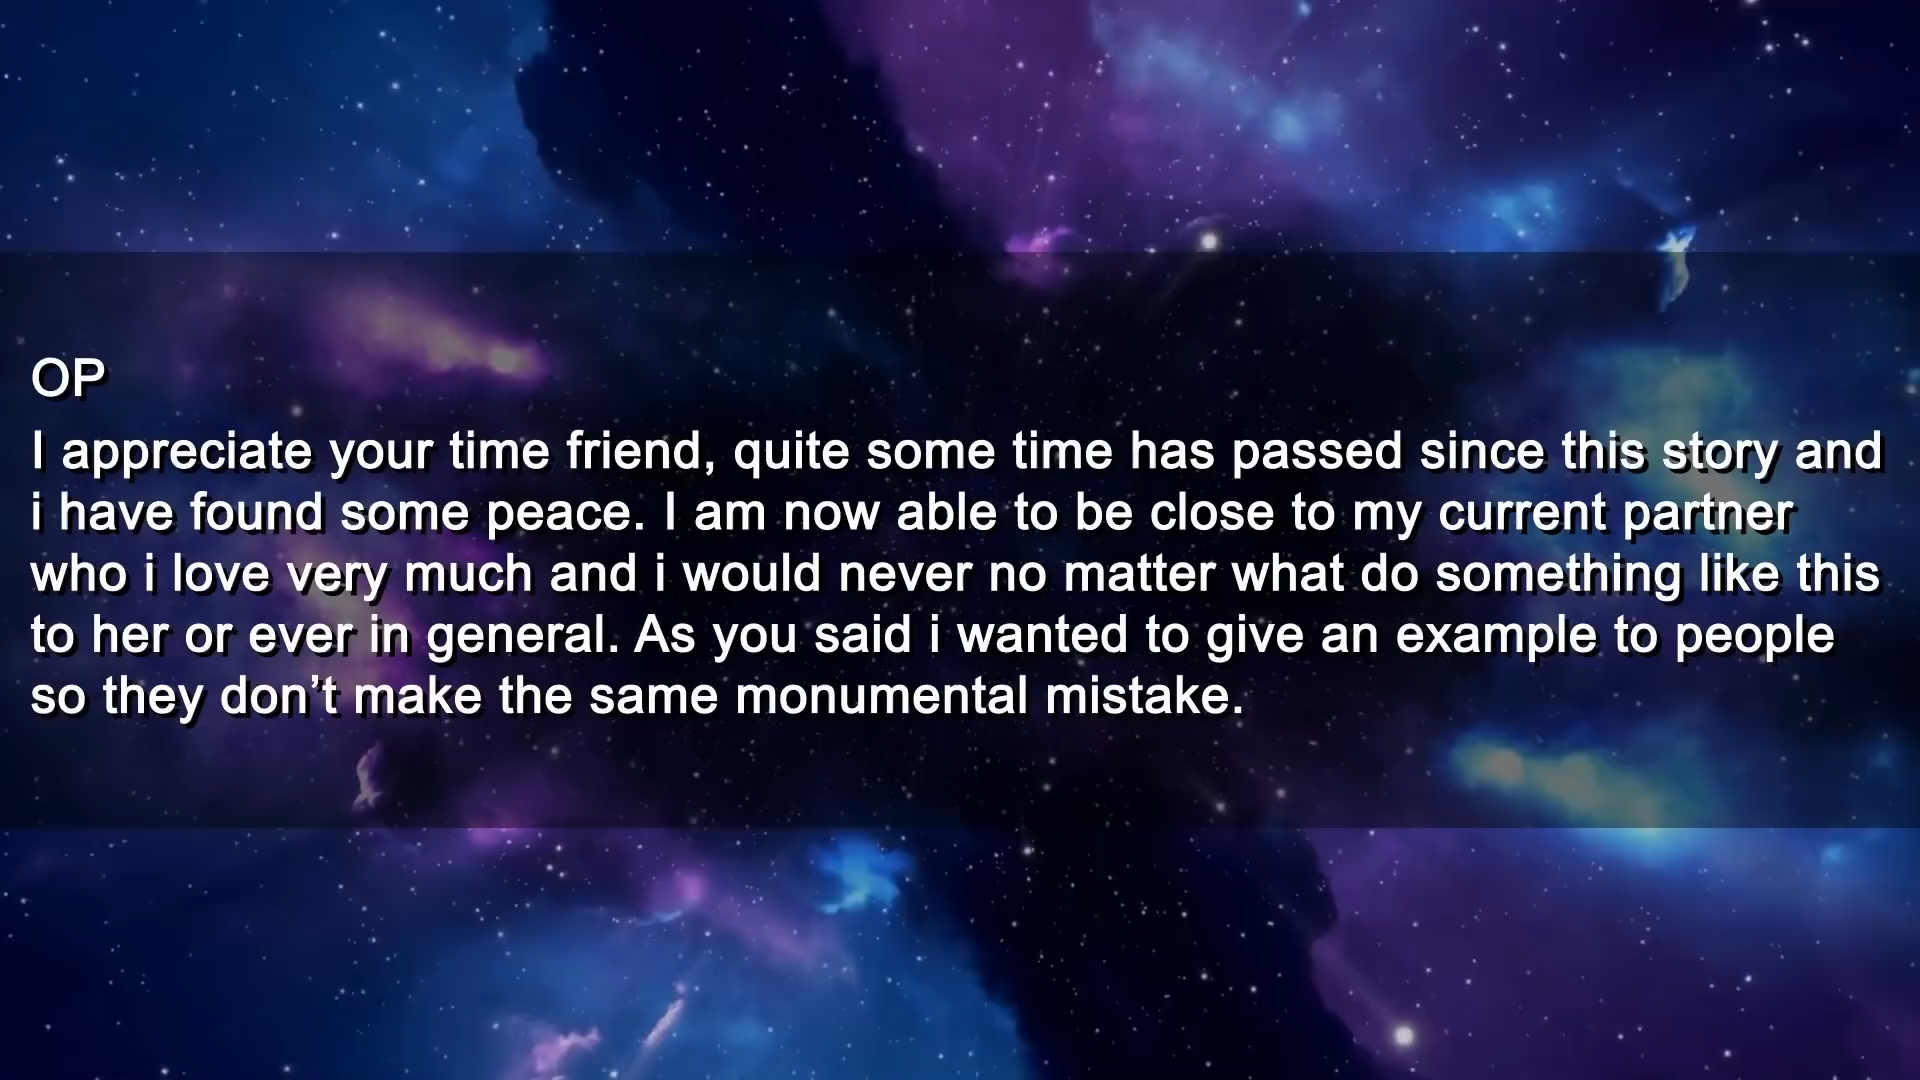 OP
I appreciate your time friend, quite some time has passed since this story and
i have found some peace. I am now able to be close to my current partner
who i love very much and i would never no matter what do something like this
to her or ever in general. As you said i wanted to give an example to people
so they don’t make the same monumental mistake.